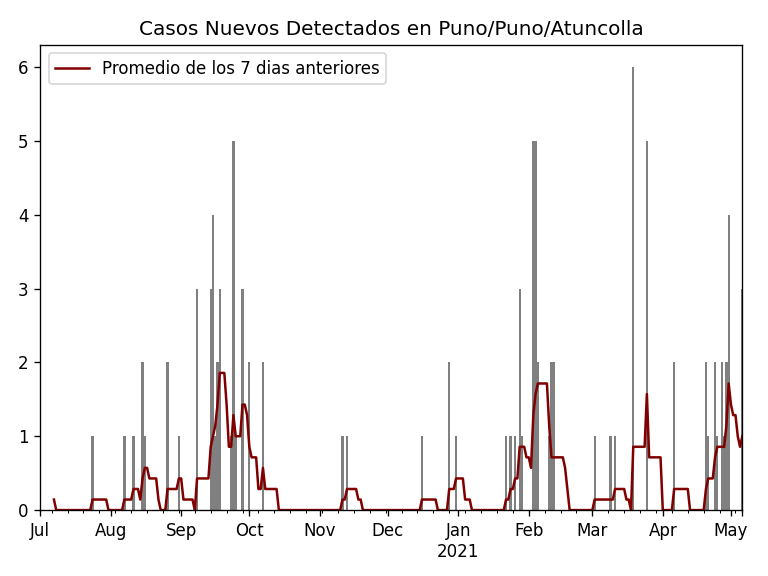 Casos Nuevos Detectados en Puno/Puno/Atuncolla
Promedio de los 7 dias anteriores
6
5
4
3
2
1
0
Jul Aug Sep Oct Nov Dec Jan Feb Mar Apr May
2021